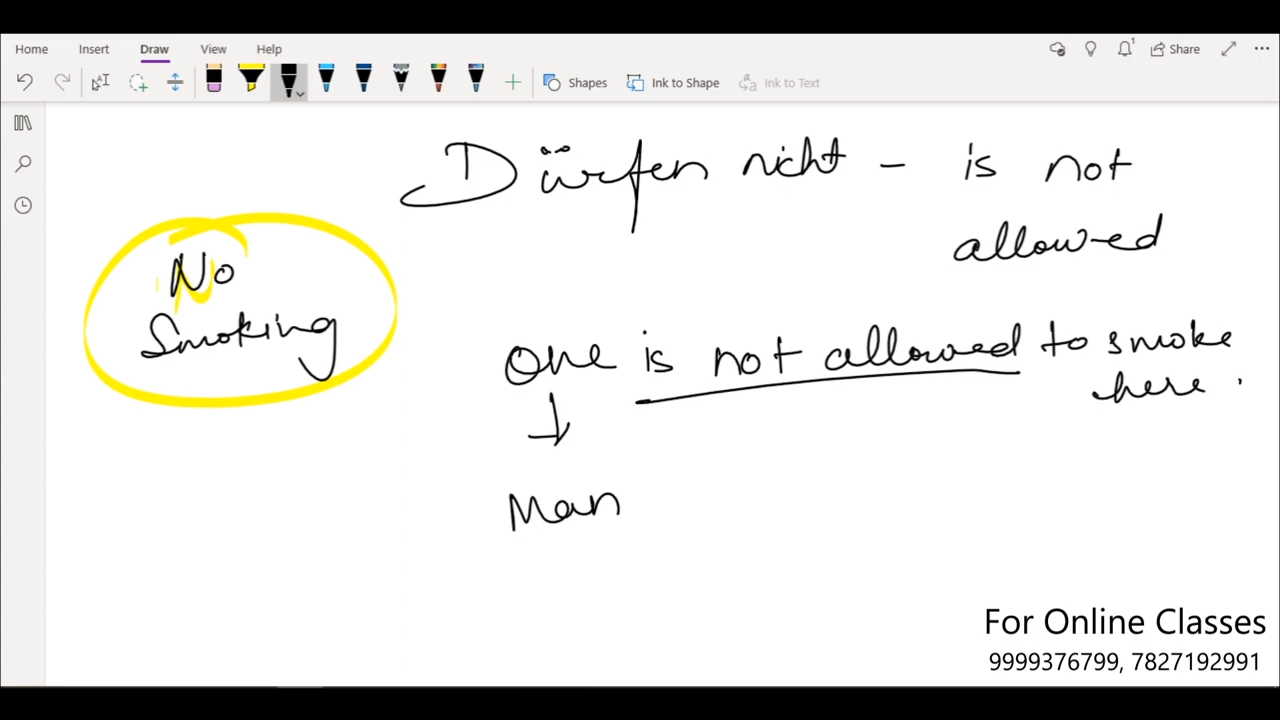 Home Insert Draw View Help
Share
Shapes Ink to Shape Ink to Text
Dürfen nicht - is not
allowed
No
Smoking
One is not allowed to smoke
here.
Man
For Online Classes
9999376799, 7827192991